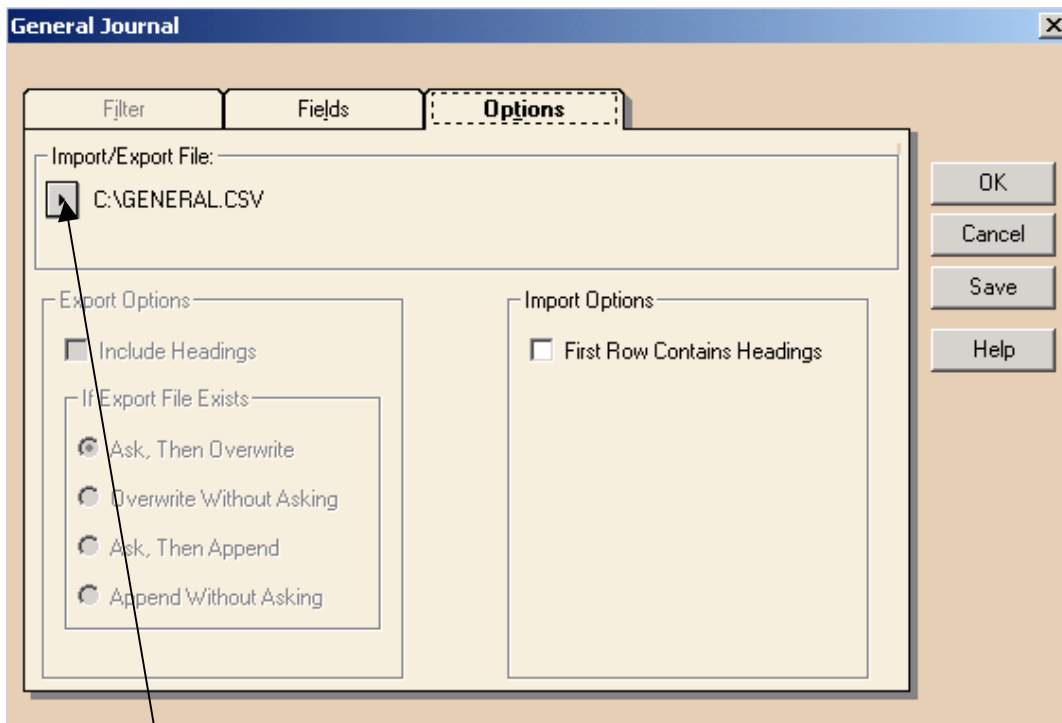 General Journal
Filter
Fields
Options
Import/Export File:
C:\GENERAL.CSV
OK
Cancel
Save
Help
Export Options
Include Headings
If Export File Exists
Ask, Then Overwrite
Overwrite Without Asking
Ask, Then Append
Append Without Asking
Import Options
First Row Contains Headings